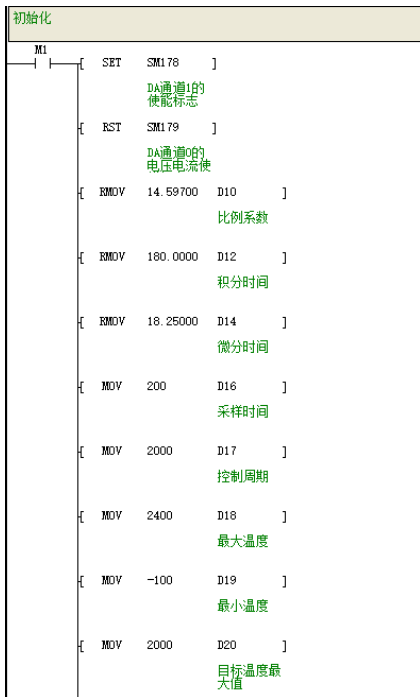 初始化
M1
SET SM178
DA通道1的
使能标志
RST SM179
DA通道0的
电压电流使
RMOV 14.59700 D10
比例系数
RMOV 180.0000 D12
积分时间
RMOV 18.25000 D14
微分时间
MOV 200 D16
采样时间
MOV 2000 D17
控制周期
MOV 2400 D18
最大温度
MOV -100 D19
最小温度
MOV 2000 D20
目标温度最
大值